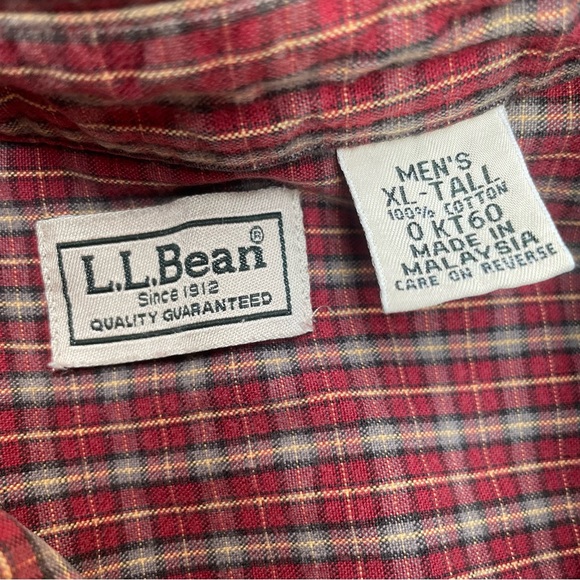 L.L.Bean®
Since 1912
QUALITY GUARANTEED
MEN'S
XL-TALL
100% COTTON
0 KT60
MADE IN
MALAYSIA
CARE ON REVERSE